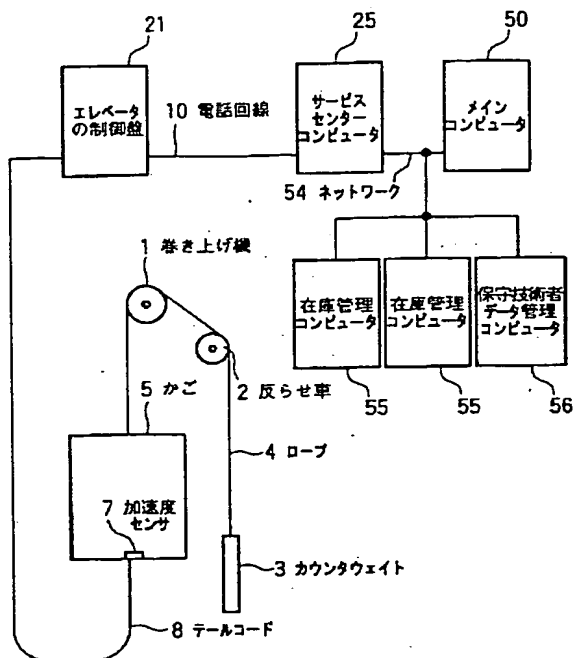 21
25
50
エレベータ
の制御盤
10 電話回線
サービス
センター
コンピュータ
メイン
コンピュータ
54 ネットワーク
1 巻き上げ機
在庫管理
コンピュータ
在庫管理
コンピュータ
保守技術者
データ管理
コンピュータ
2 反らせ車
5 かご
55
55
56
4 ロープ
7 加速度
センサ
3 カウンタウェイト
8 テールコード